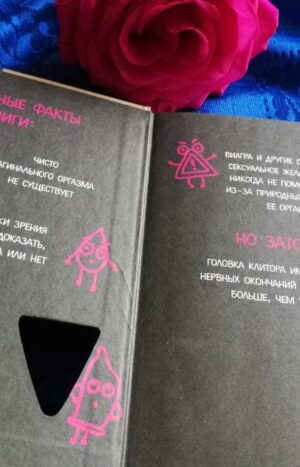 НЫЕ ФАКТЫ
ИГИ:
ЧИСТО
АГИНАЛЬНОГО ОРГАЗМА
НЕ СУЩЕСТВУЕТ
КИ ЗРЕНИЯ
ДОКАЗАТЬ,
А ИЛИ НЕТ
ВИАГРА И ДРУГИЕ С
СЕКСУАЛЬНОЕ ЖЕЛ
НИКОГДА НЕ ПОМ
ИЗ-ЗА ПРИРОДНЫ
ЕЕ ОРГА
НО ЗАТО
ГОЛОВКА КЛИТОРА ИМ
НЕРВНЫХ ОКОНЧАНИЙ
БОЛЬШЕ, ЧЕМ